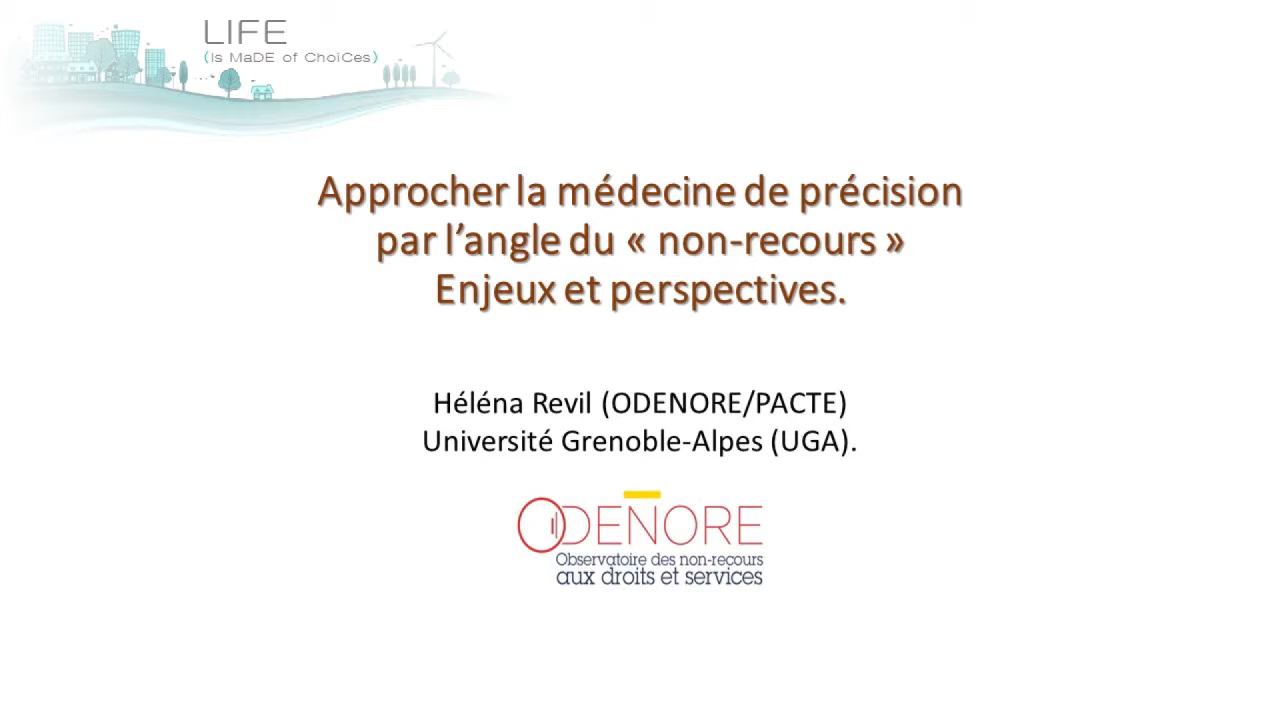 LIFE
(Is MaDE of ChoiCes)
Approcher la médecine de précision
par l’angle du « non-recours »
Enjeux et perspectives.
Héléna Revil (ODENORE/PACTE)
Université Grenoble-Alpes (UGA).
ODENORE
Observatoire des non-recours
aux droits et services